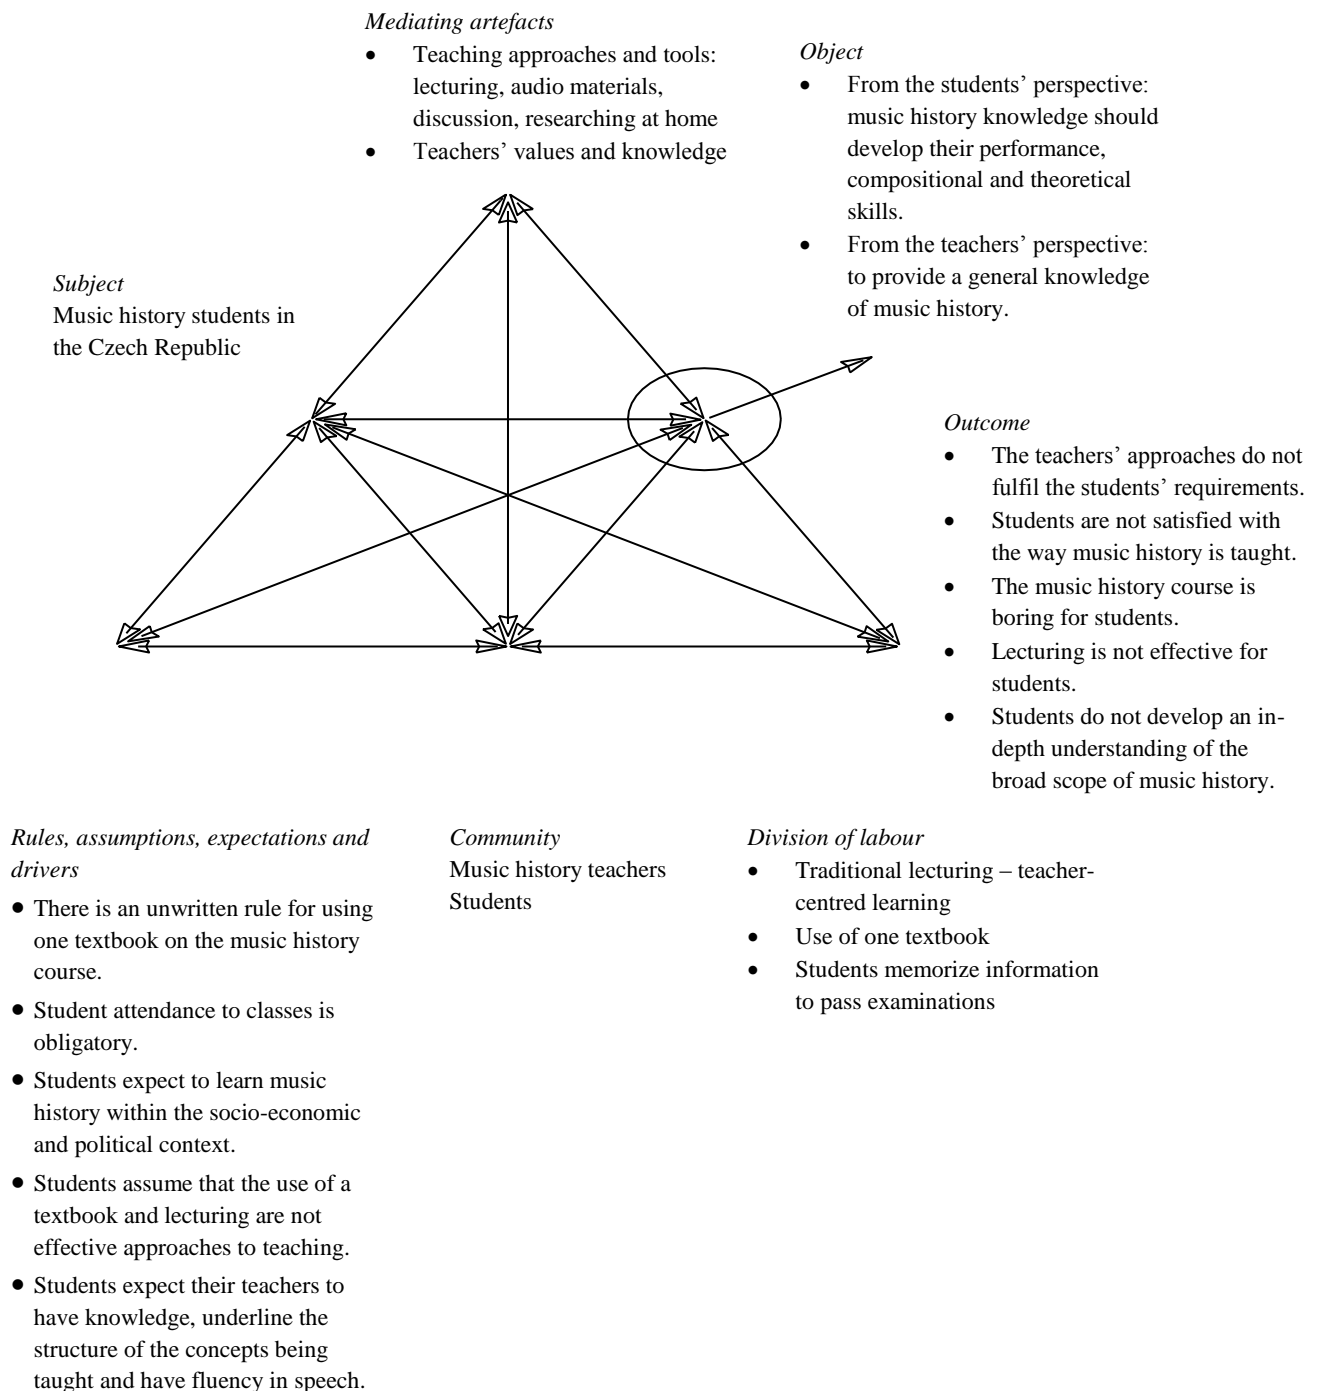 Mediating artefacts
• Teaching approaches and tools:
lecturing, audio materials,
discussion, researching at home
• Teachers’ values and knowledge
Object
• From the students’ perspective:
music history knowledge should
develop their performance,
compositional and theoretical
skills.
• From the teachers’ perspective:
to provide a general knowledge
of music history.
Subject
Music history students in
the Czech Republic
Outcome
• The teachers’ approaches do not
fulfil the students’ requirements.
• Students are not satisfied with
the way music history is taught.
• The music history course is
boring for students.
• Lecturing is not effective for
students.
• Students do not develop an in-
depth understanding of the
broad scope of music history.
Rules, assumptions, expectations and
drivers
• There is an unwritten rule for using
one textbook on the music history
course.
• Student attendance to classes is
obligatory.
• Students expect to learn music
history within the socio-economic
and political context.
• Students assume that the use of a
textbook and lecturing are not
effective approaches to teaching.
• Students expect their teachers to
have knowledge, underline the
structure of the concepts being
taught and have fluency in speech.
Community
Music history teachers
Students
Division of labour
• Traditional lecturing – teacher-
centred learning
• Use of one textbook
• Students memorize information
to pass examinations